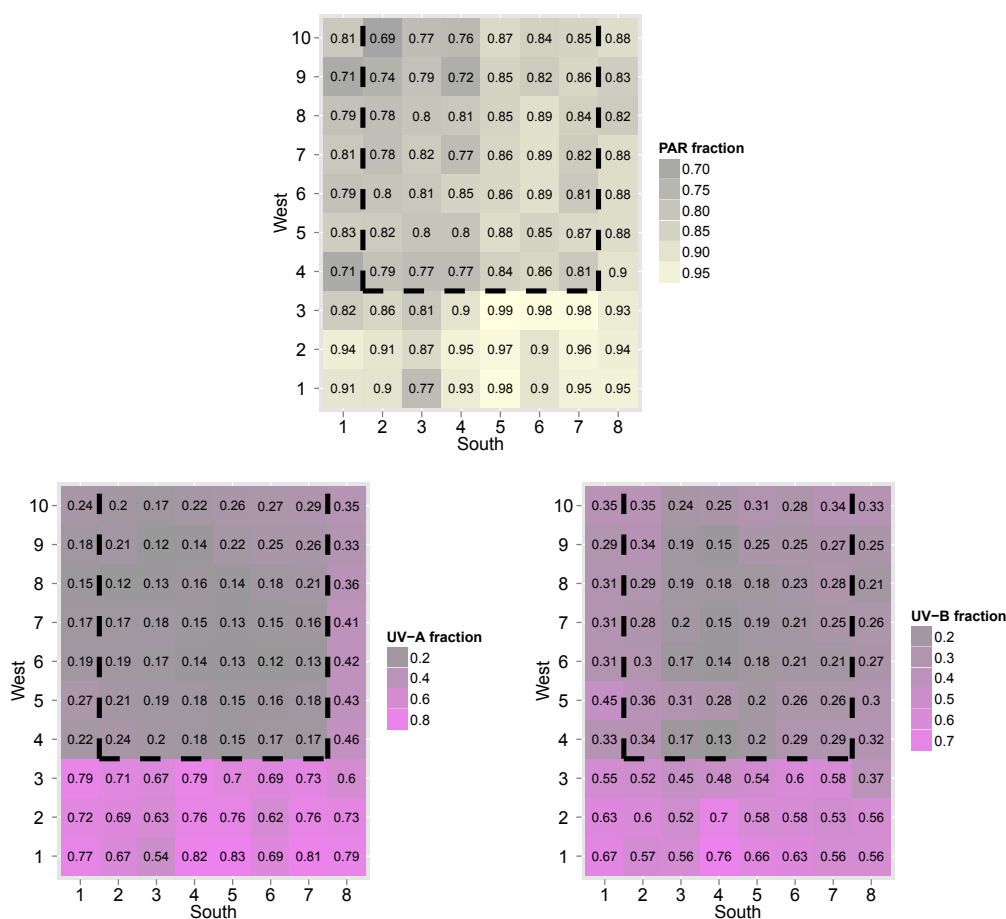 10 0.81 0.69 0.77 0.76 0.87 0.84 0.85 0.88
9 0.71 0.74 0.79 0.72 0.85 0.82 0.86 0.83
8 0.79 0.78 0.8 0.81 0.85 0.89 0.84 0.82
7 0.81 0.78 0.82 0.77 0.86 0.89 0.82 0.88
6 0.79 0.8 0.81 0.85 0.86 0.89 0.81 0.88
5 0.83 0.82 0.8 0.8 0.88 0.85 0.87 0.88
4 0.71 0.79 0.77 0.77 0.84 0.86 0.81 0.9
3 0.82 0.86 0.81 0.9 0.99 0.98 0.98 0.93
2 0.94 0.91 0.87 0.95 0.97 0.9 0.96 0.94
1 0.91 0.9 0.77 0.93 0.98 0.9 0.95 0.95
1 2 3 4 5 6 7 8
South
West
PAR fraction
0.70
0.75
0.80
0.85
0.90
0.95
10 0.24 0.2 0.17 0.22 0.26 0.27 0.29 0.35
9 0.18 0.21 0.12 0.14 0.22 0.25 0.26 0.33
8 0.15 0.12 0.13 0.16 0.14 0.18 0.21 0.36
7 0.17 0.17 0.18 0.15 0.13 0.15 0.16 0.41
6 0.19 0.19 0.17 0.14 0.13 0.12 0.13 0.42
5 0.27 0.21 0.19 0.18 0.15 0.16 0.18 0.43
4 0.22 0.24 0.2 0.18 0.15 0.17 0.17 0.46
3 0.79 0.71 0.67 0.79 0.7 0.69 0.73 0.6
2 0.72 0.69 0.63 0.76 0.76 0.62 0.76 0.73
1 0.77 0.67 0.54 0.82 0.83 0.69 0.81 0.79
1 2 3 4 5 6 7 8
South
West
UV−A fraction
0.2
0.4
0.6
0.8
10 0.35 0.35 0.24 0.25 0.31 0.28 0.34 0.33
9 0.29 0.34 0.19 0.15 0.25 0.25 0.27 0.25
8 0.31 0.29 0.19 0.18 0.18 0.23 0.28 0.21
7 0.31 0.28 0.2 0.15 0.19 0.21 0.25 0.26
6 0.31 0.3 0.17 0.14 0.18 0.21 0.21 0.27
5 0.45 0.36 0.31 0.28 0.2 0.26 0.26 0.3
4 0.33 0.34 0.17 0.13 0.2 0.29 0.29 0.32
3 0.55 0.52 0.45 0.48 0.54 0.6 0.58 0.37
2 0.63 0.6 0.52 0.7 0.58 0.58 0.53 0.56
1 0.67 0.57 0.56 0.76 0.66 0.63 0.56 0.56
1 2 3 4 5 6 7 8
South
West
UV−B fraction
0.2
0.3
0.4
0.5
0.6
0.7